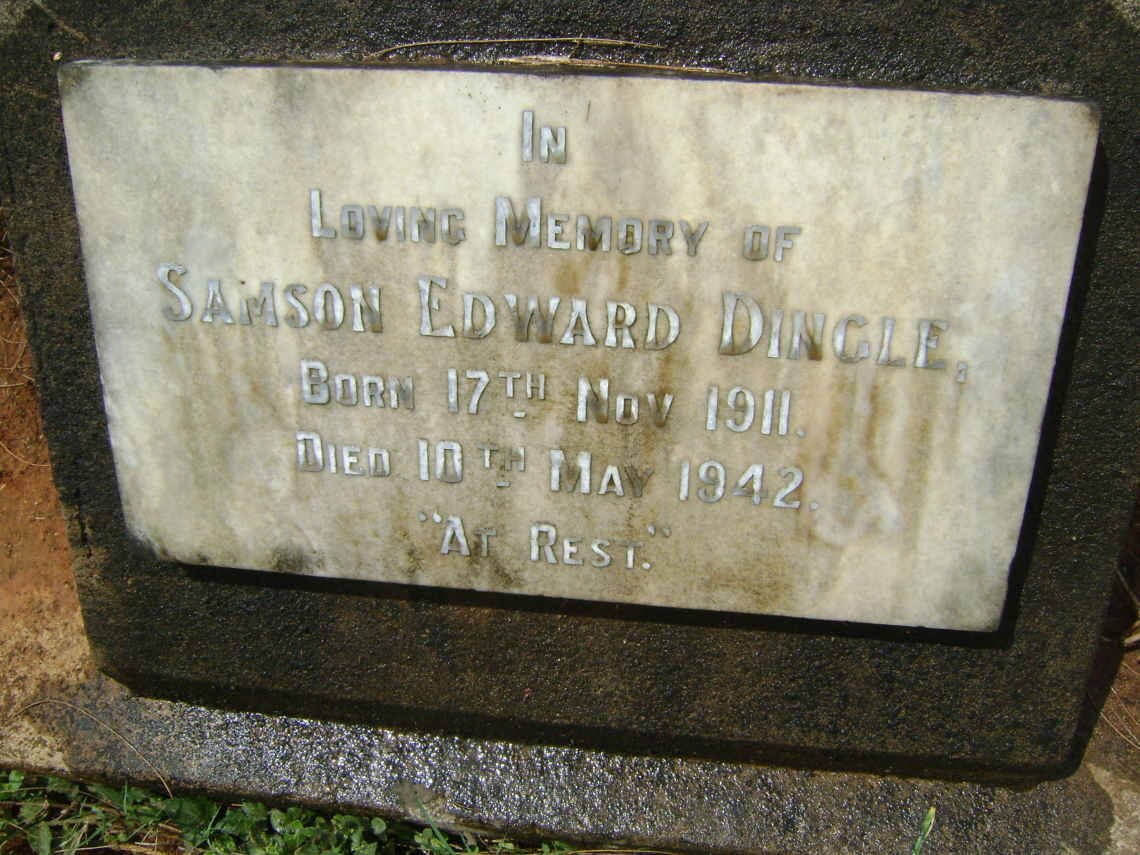 In
Loving Memory of
Samson Edward Dingle,
Born 17th Nov 1911.
Died 10th May 1942.
"At Rest."